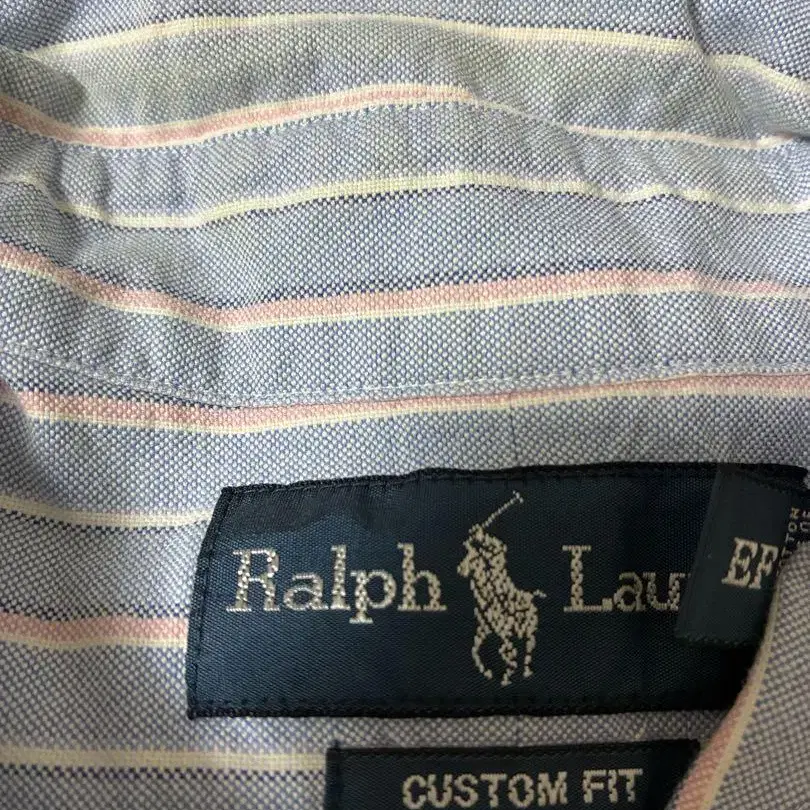 Ralph Lau
EF
CUSTOM FIT